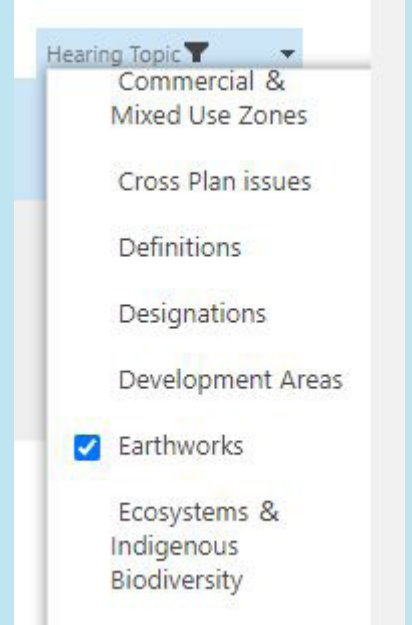 Hearing Topic
Commercial &
Mixed Use Zones
Cross Plan issues
Definitions
Designations
Development Areas
Earthworks
Ecosystems &
Indigenous
Biodiversity